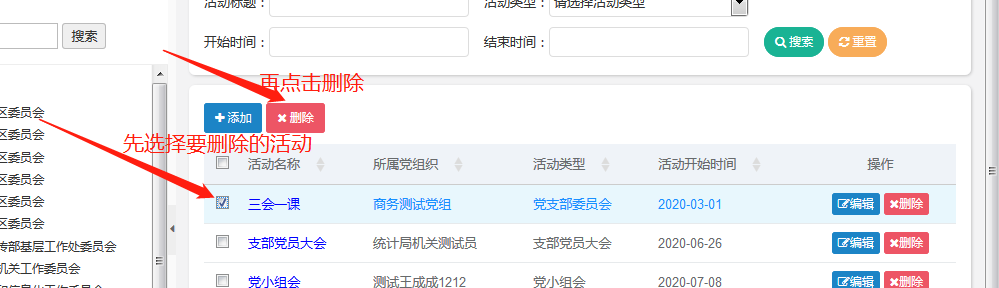 活动标题： 活动类型： 请选择活动类型
搜索
开始时间： 结束时间： 搜索 重置
再点击删除
区委员会
添加 删除
区委员会
先选择要删除的活动
区委员会
活动名称 所属党组织 活动类型 活动开始时间 操作
区委员会
区委员会
三会一课 商务测试党组 党支部委员会 2020-03-01 编辑 删除
区委员会
支部党员大会 统计局机关测试员 支部党员大会 2020-06-26 编辑 删除
传部基层工作处委员会
机关工作委员会
党小组会 测试王成成1212 党小组会 2020-07-08 编辑 删除
和信息化工作委员会